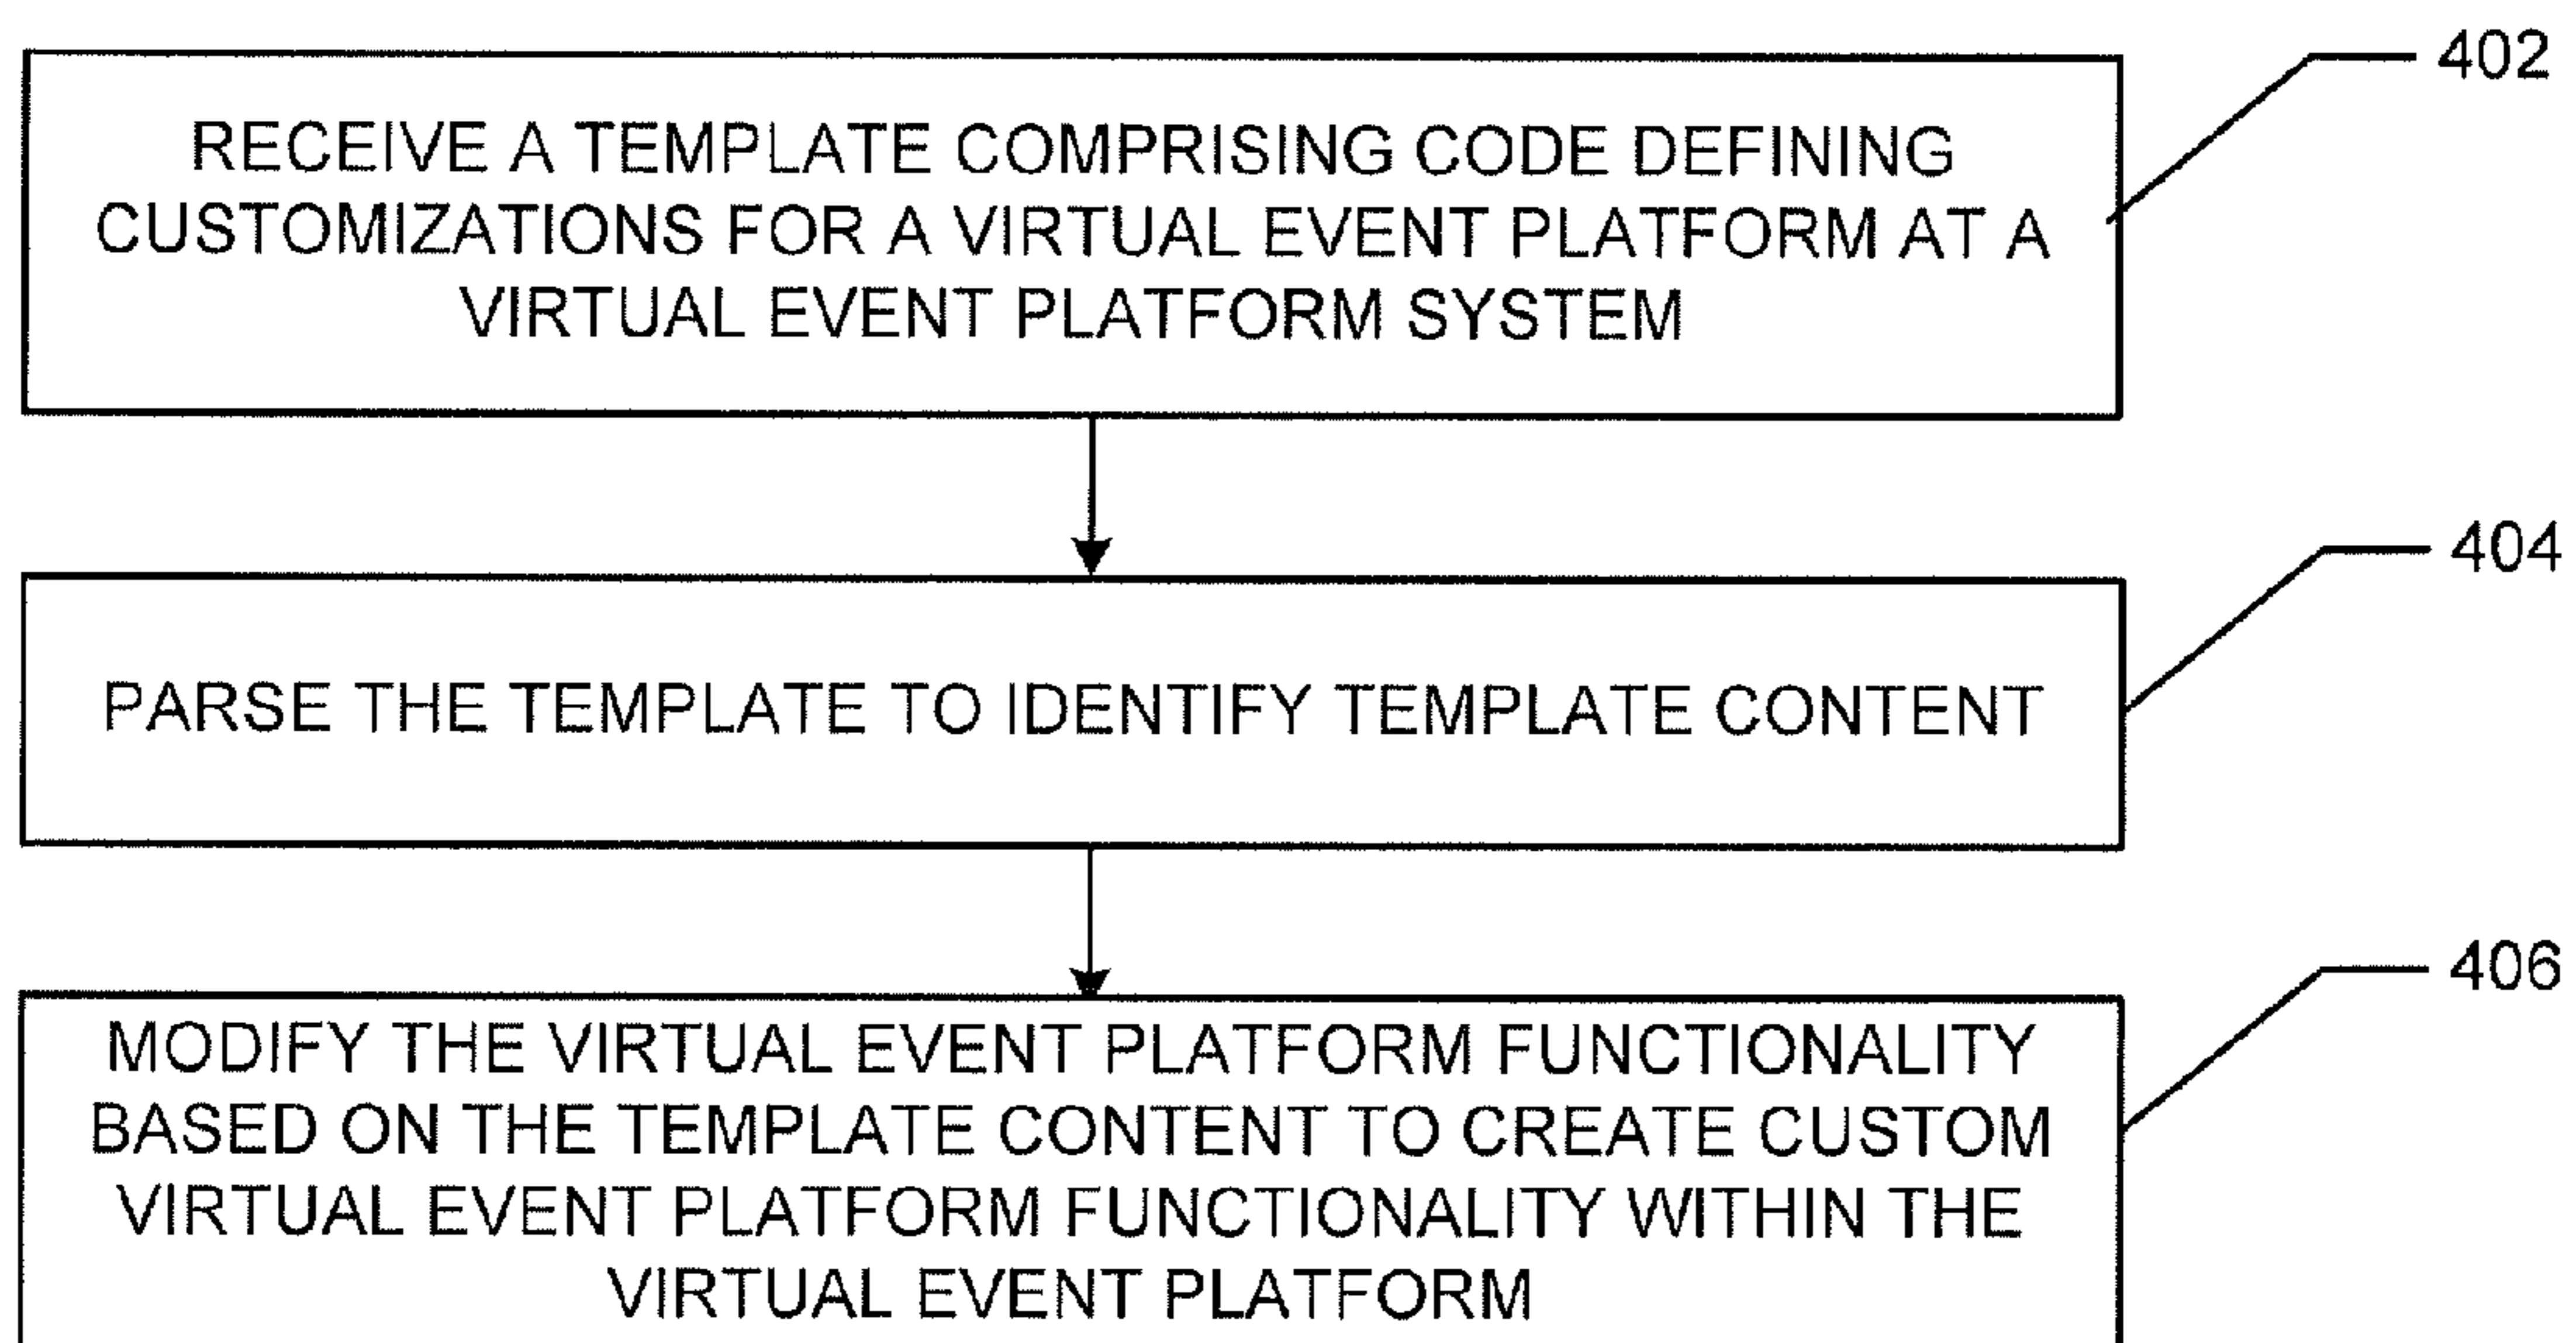 402
RECEIVE A TEMPLATE COMPRISING CODE DEFINING
CUSTOMIZATIONS FOR A VIRTUAL EVENT PLATFORM AT A
VIRTUAL EVENT PLATFORM SYSTEM
404
PARSE THE TEMPLATE TO IDENTIFY TEMPLATE CONTENT
406
MODIFY THE VIRTUAL EVENT PLATFORM FUNCTIONALITY
BASED ON THE TEMPLATE CONTENT TO CREATE CUSTOM
VIRTUAL EVENT PLATFORM FUNCTIONALITY WITHIN THE
VIRTUAL EVENT PLATFORM